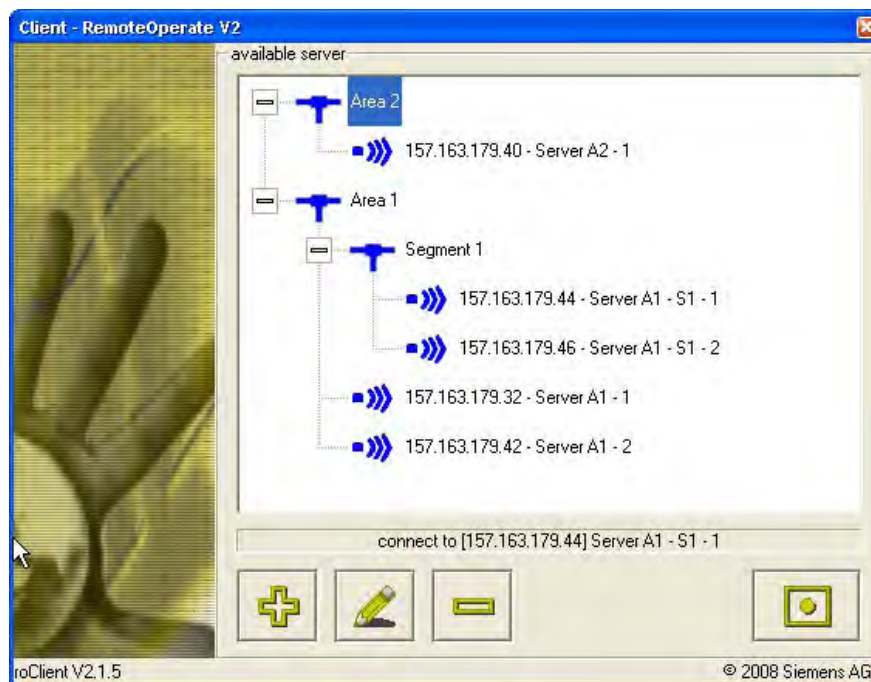 Client - RemoteOperate V2
available server
Area 2
157.163.179.40 - Server A2 - 1
Area 1
Segment 1
157.163.179.44 - Server A1 - S1 - 1
157.163.179.46 - Server A1 - S1 - 2
157.163.179.32 - Server A1 - 1
157.163.179.42 - Server A1 - 2
connect to [157.163.179.44] Server A1 - S1 - 1
roClient V2.1.5
© 2008 Siemens AG